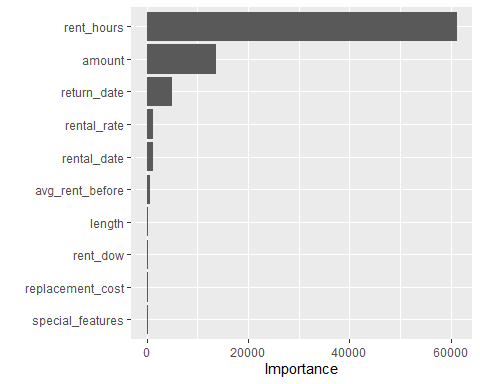 rent_hours
amount
return_date
rental_rate
rental_date
avg_rent_before
length
rent_dow
replacement_cost
special_features
0 20000 40000 60000
Importance